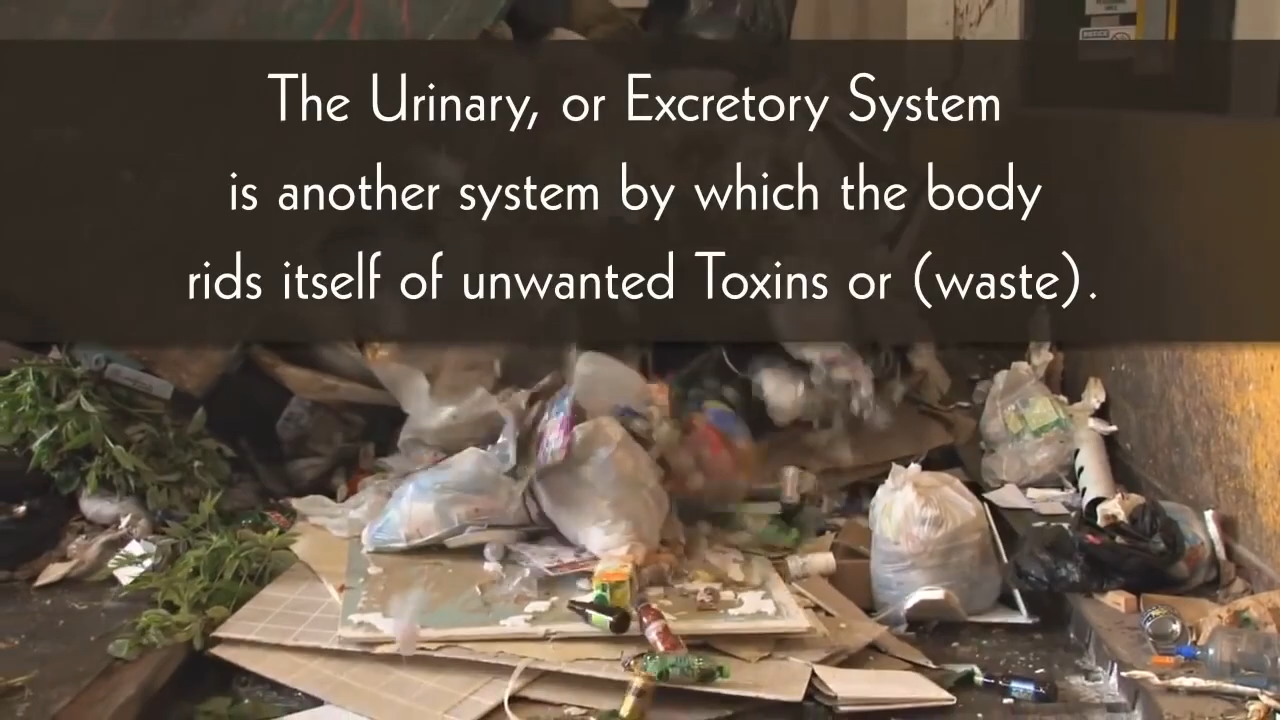 The Urinary, or Excretory System
is another system by which the body
rids itself of unwanted Toxins or (waste).